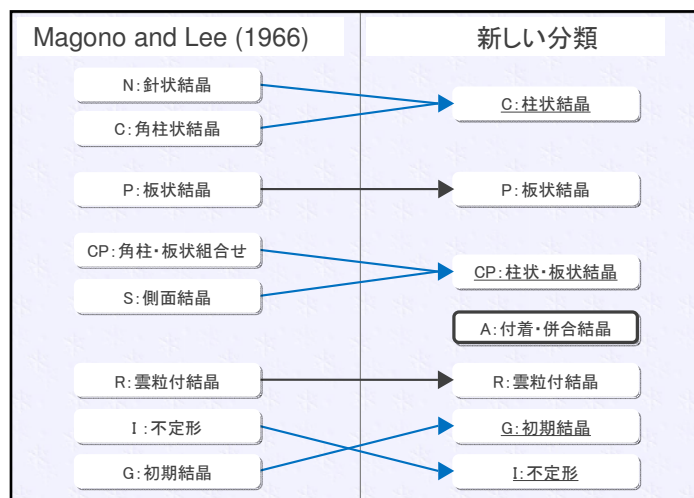 Magono and Lee (1966)
新しい分類
N:針状結晶
C:角柱状結晶
P:板状結晶
CP:角柱・板状組合せ
S:側面結晶
R:雲粒付結晶
I:不定形
G:初期結晶
C:柱状結晶
P:板状結晶
CP:柱状・板状結晶
A:付着・併合結晶
R:雲粒付結晶
G:初期結晶
I:不定形